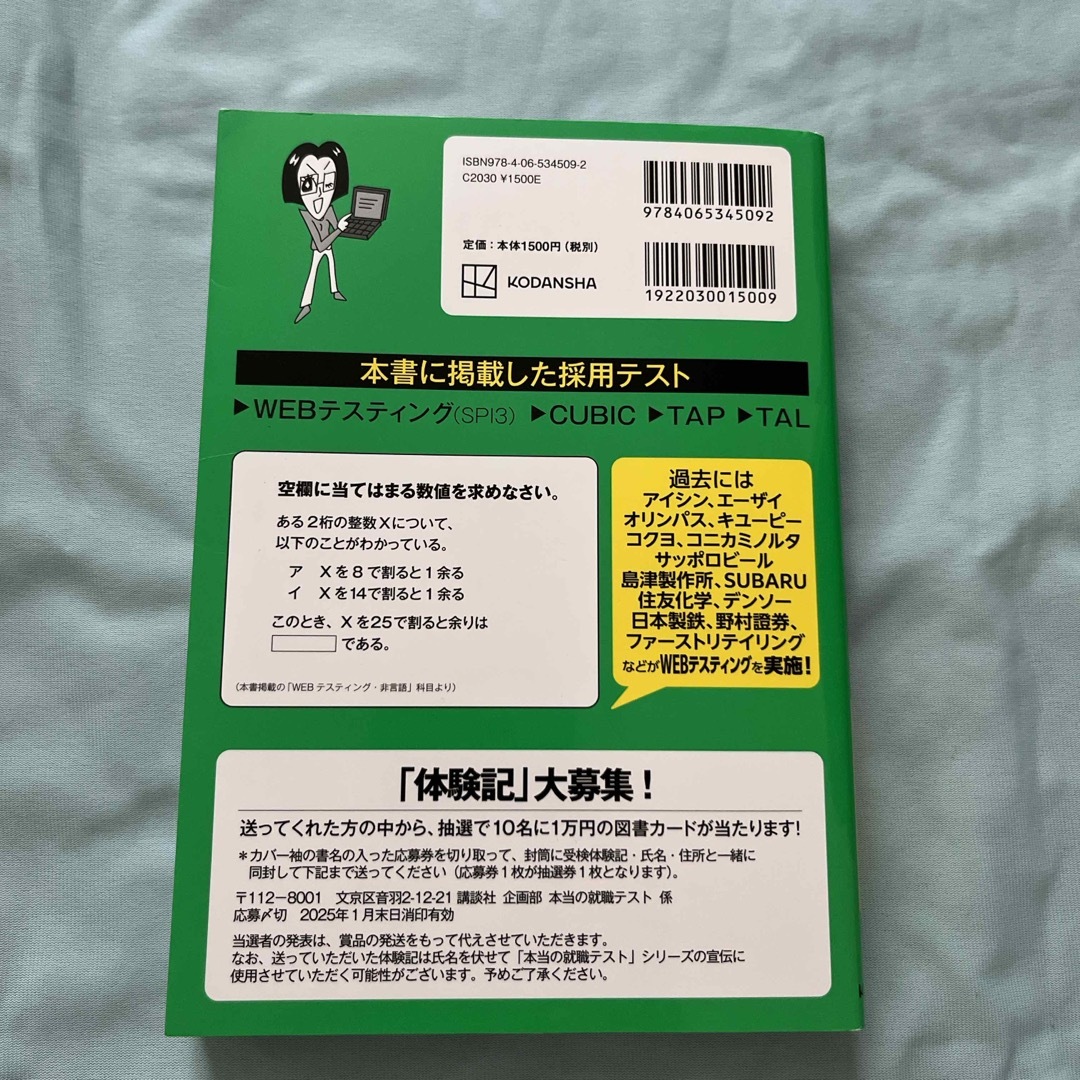 ISBN978-4-06-534509-2
C2030 ¥1500E
9784065345092
定価：本体1500円（税別）
KODANSHA
1922030015009
本書に掲載した採用テスト
▶WEBテスティング(SPI3) ▶CUBIC ▶TAP ▶TAL
空欄に当てはまる数値を求めなさい。
ある2桁の整数Xについて、
以下のことがわかっている。
ア Xを8で割ると1余る
イ Xを14で割ると1余る
このとき、Xを25で割ると余りは
である。
（本書掲載の「WEBテスティング・非言語」科目より）
過去には
アイシン、エーザイ
オリンパス、キユーピー
コクヨ、コニカミノルタ
サッポロビール
島津製作所、SUBARU
住友化学、デンソー
日本製鉄、野村證券、
ファーストリテイリング
などがWEBテスティングを実施！
「体験記」大募集！
送ってくれた方の中から、抽選で10名に1万円の図書カードが当たります！
＊カバー袖の書名の入った応募券を切り取って、封筒に受検体験記・氏名・住所と一緒に
同封して下記まで送ってください（応募券1枚が抽選券1枚となります）。
〒112－8001 文京区音羽2-12-21 講談社 企画部 本当の就職テスト 係
応募〆切 2025年1月末日消印有効
当選者の発表は、賞品の発送をもって代えさせていただきます。
なお、送っていただいた体験記は氏名を伏せて「本当の就職テスト」シリーズの宣伝に
使用させていただく可能性がございます。予めご了承ください。